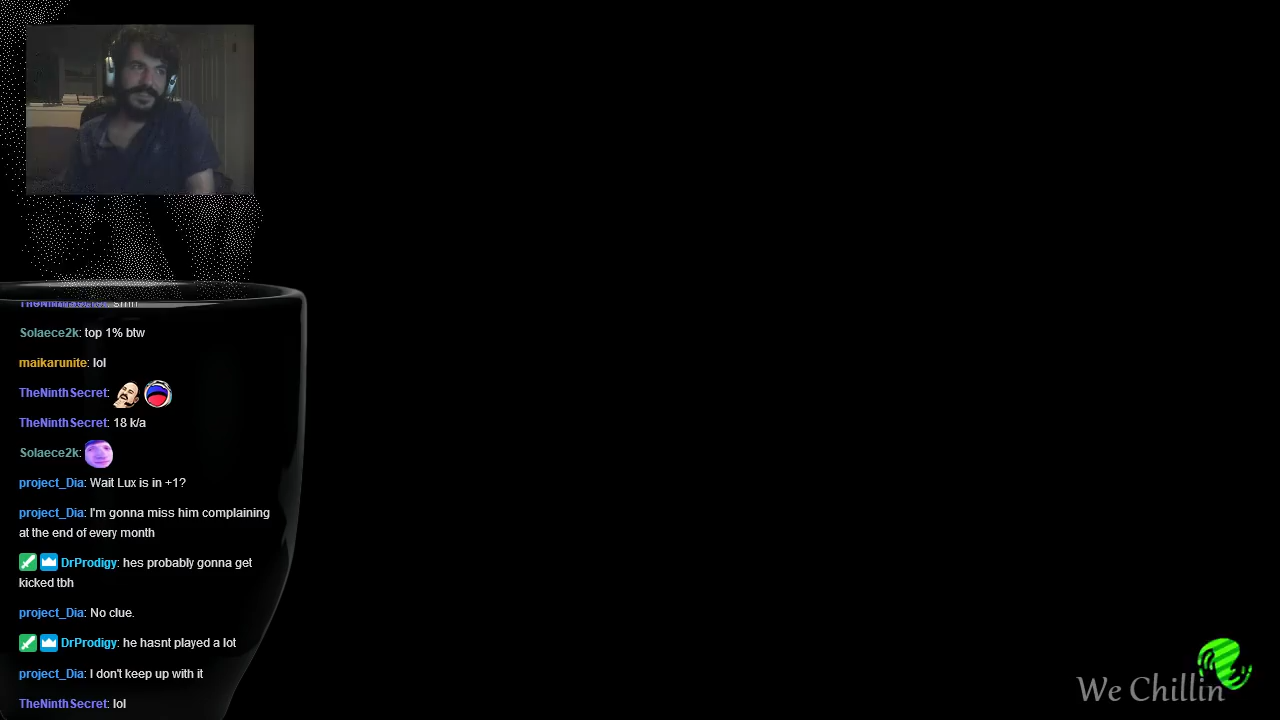 Solaece2k: top 1% btw
maikarunite: lol
TheNinthSecret:
TheNinthSecret: 18 k/a
Solaece2k:
project_Dia: Wait Lux is in +1?
project_Dia: I'm gonna miss him complaining
at the end of every month
DrProdigy: hes probably gonna get
kicked tbh
project_Dia: No clue.
DrProdigy: he hasnt played a lot
project_Dia: I don't keep up with it
TheNinthSecret: lol
We Chillin